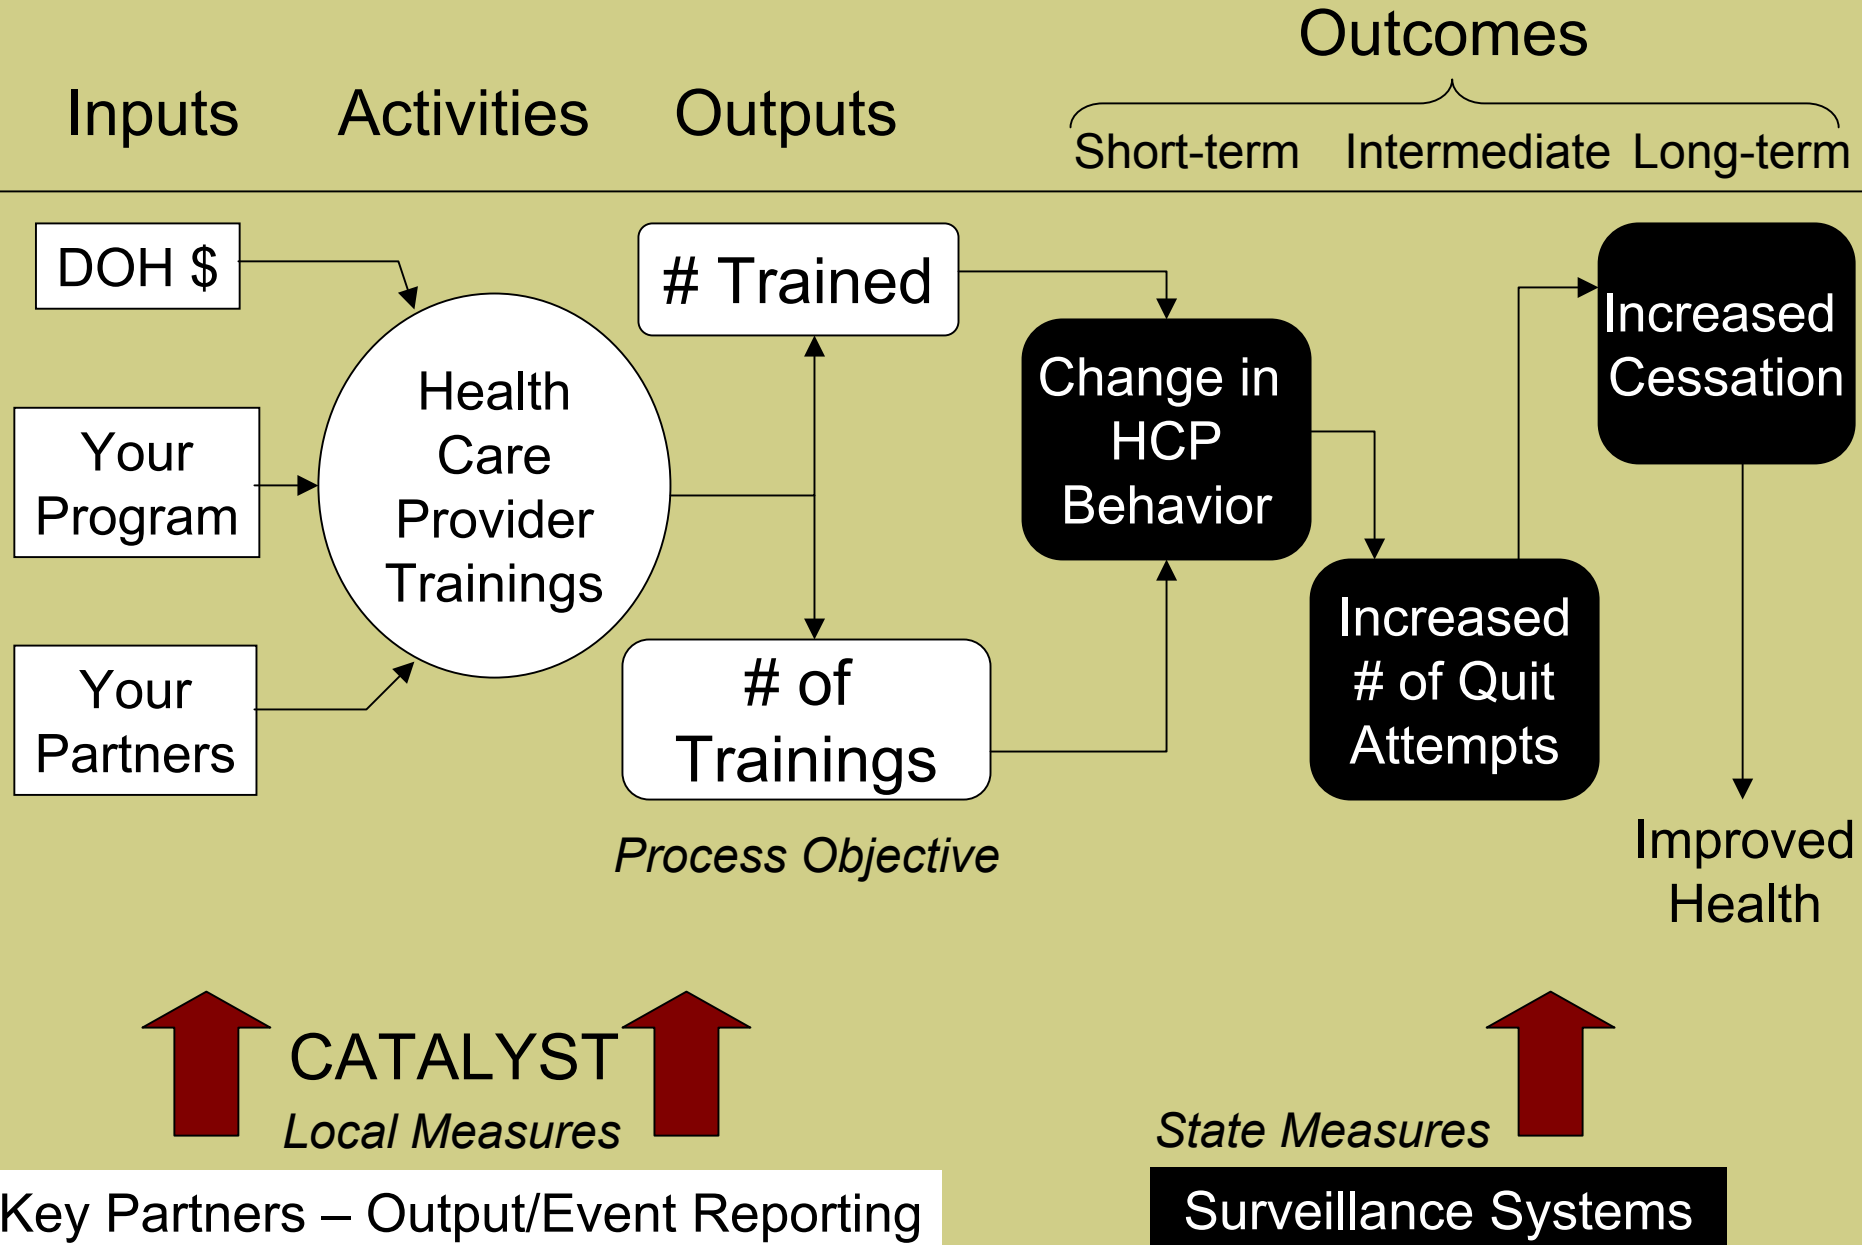 Outcomes
Inputs Activities Outputs
Short-term Intermediate Long-term
DOH $
Your
Program
Your
Partners
Health
Care
Provider
Trainings
# Trained
# of
Trainings
Process Objective
Change in
HCP
Behavior
Increased
# of Quit
Attempts
Increased
Cessation
Improved
Health
CATALYST
Local Measures
State Measures
Key Partners – Output/Event Reporting
Surveillance Systems